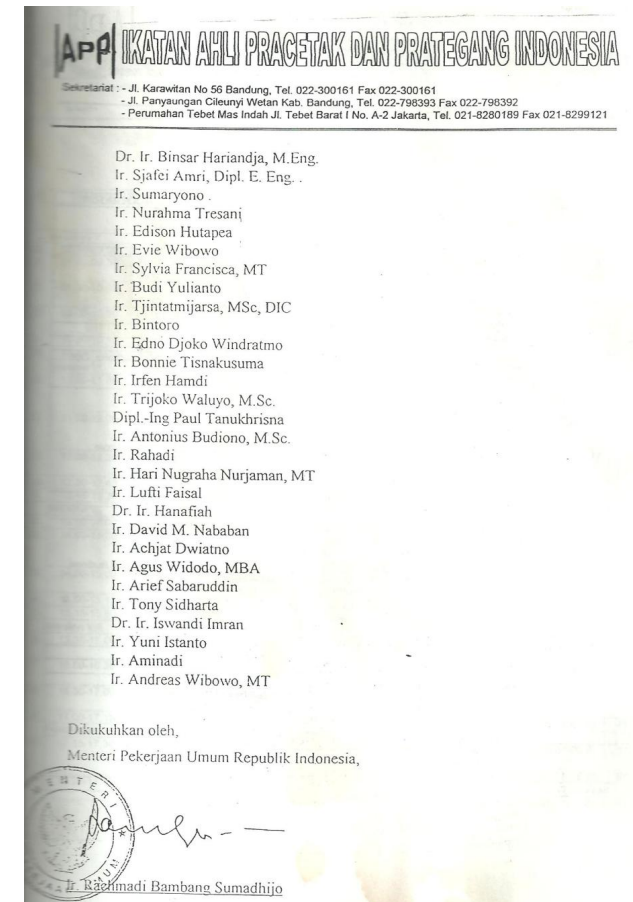 APPI IKATAN AHLI PRACETAK DAN PRATEGANG INDONESIA
Sekretariat : - Jl. Karawitan No 56 Bandung, Tel. 022-300161 Fax 022-300161
- Jl. Panyaungan Cileunyi Wetan Kab. Bandung, Tel. 022-798393 Fax 022-798392
- Perumahan Tebet Mas Indah Jl. Tebet Barat I No. A-2 Jakarta, Tel. 021-8280189 Fax 021-8299121
Dr. Ir. Binsar Hariandja, M.Eng.
Ir. Sjafei Amri, Dipl. E. Eng. .
Ir. Sumaryono .
Ir. Nurahma Tresani
Ir. Edison Hutapea
Ir. Evie Wibowo
Ir. Sylvia Francisca, MT
Ir. Budi Yulianto
Ir. Tjintatmijarsa, MSc, DIC
Ir. Bintoro
Ir. Edno Djoko Windratmo
Ir. Bonnie Tisnakusuma
Ir. Irfen Hamdi
Ir. Trijoko Waluyo, M.Sc.
Dipl.-Ing Paul Tanukhrisna
Ir. Antonius Budiono, M.Sc.
Ir. Rahadi
Ir. Hari Nugraha Nurjaman, MT
Ir. Lufti Faisal
Dr. Ir. Hanafiah
Ir. David M. Nababan
Ir. Achjat Dwiatno
Ir. Agus Widodo, MBA
Ir. Arief Sabaruddin
Ir. Tony Sidharta
Dr. Ir. Iswandi Imran
Ir. Yuni Istanto
Ir. Aminadi
Ir. Andreas Wibowo, MT
Dikukuhkan oleh,
Menteri Pekerjaan Umum Republik Indonesia,
MENTERI
UMUM
Ir. Rachmadi Bambang Sumadhijo